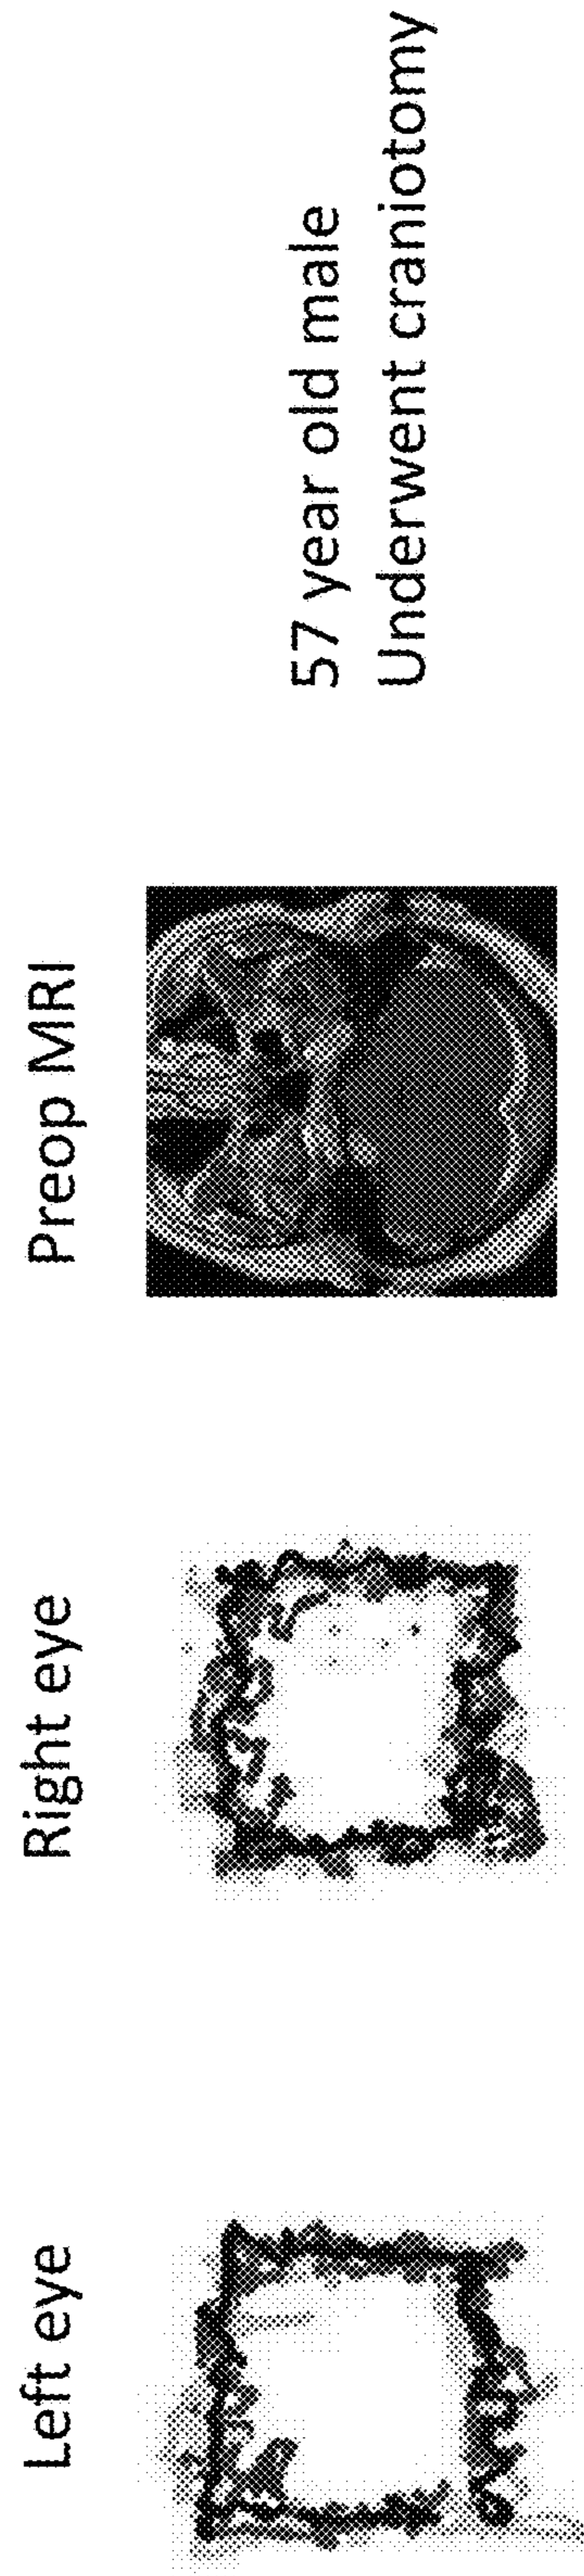 Left eye
Right eye
Preop MRI
57 year old male
Underwent craniotomy